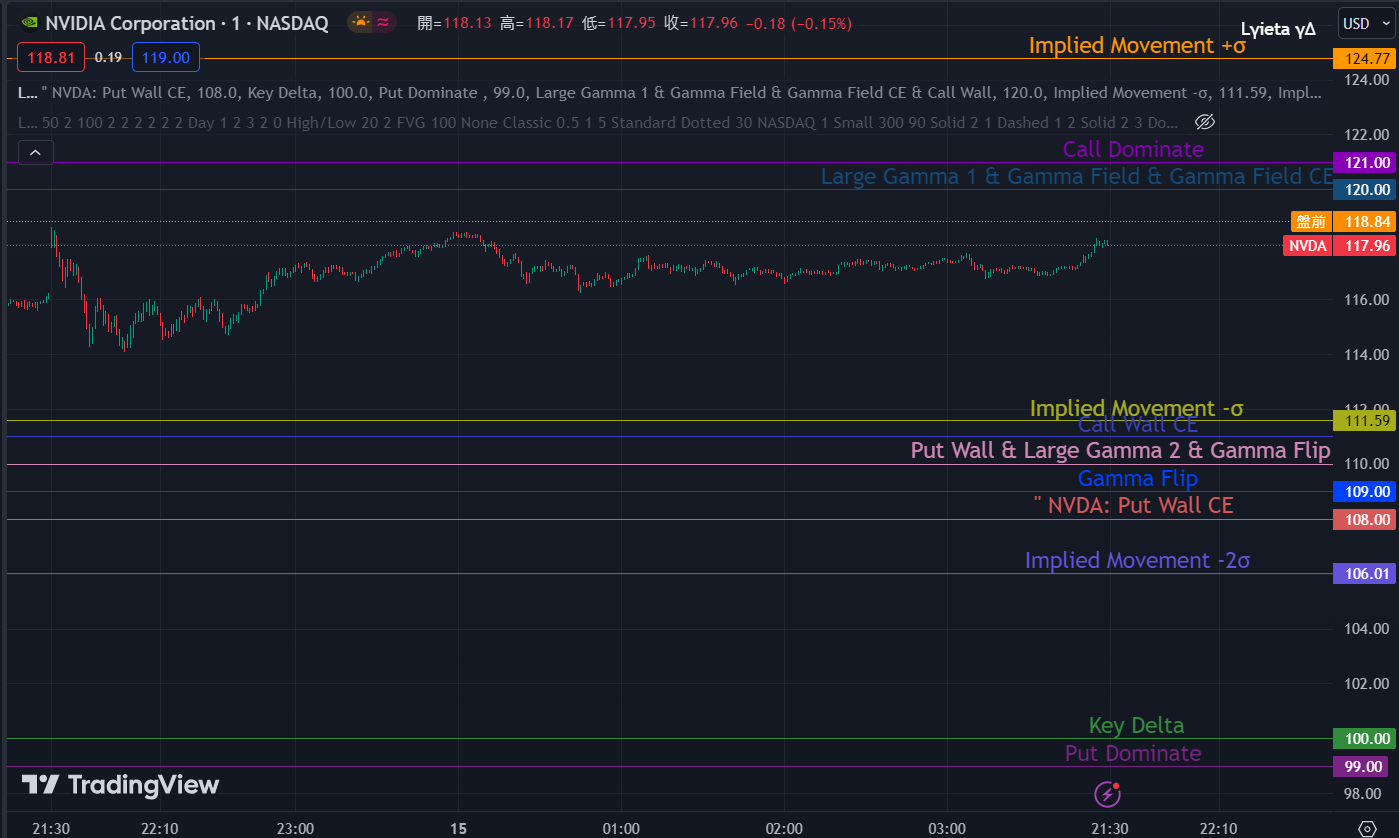 NVIDIA Corporation · 1 · NASDAQ 開=118.13 高=118.17 低=117.95 收=117.96 −0.18 (−0.15%)
Lyieta γΔ
USD
Implied Movement +σ
118.81 0.19 119.00
124.77
124.00
L... " NVDA: Put Wall CE, 108.0, Key Delta, 100.0, Put Dominate , 99.0, Large Gamma 1 & Gamma Field & Gamma Field CE & Call Wall, 120.0, Implied Movement -σ, 111.59, Impl...
L... 50 2 100 2 2 2 2 2 2 Day 1 2 3 2 0 High/Low 20 2 FVG 100 None Classic 0.5 1 5 Standard Dotted 30 NASDAQ 1 Small 300 90 Solid 2 1 Dashed 1 2 Solid 2 3 Do...
122.00
Call Dominate
121.00
Large Gamma 1 & Gamma Field & Gamma Field CE
120.00
盤前 118.84
NVDA 117.96
116.00
114.00
112.00
Implied Movement -σ
111.59
Call Wall CE
Put Wall & Large Gamma 2 & Gamma Flip
110.00
Gamma Flip
109.00
" NVDA: Put Wall CE
108.00
Implied Movement -2σ
106.01
104.00
102.00
Key Delta
100.00
Put Dominate
99.00
TradingView
98.00
21:30 22:10 23:00 15 01:00 02:00 03:00 21:30 22:10